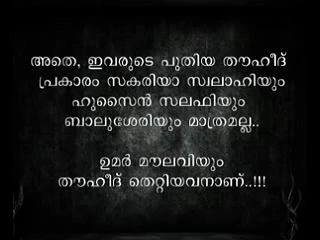 അതെ, ഇവരുടെ പുതിയ തൗഹീദ്
പ്രകാരം സകരിയാ സ്വലാഹിയും
ഹുസൈൻ സലഫിയും
ബാലുശേരിയും മാത്രമല്ല..
ഉമർ മൗലവിയും
തൗഹീദ് തെറ്റിയവനാണ്..!!!